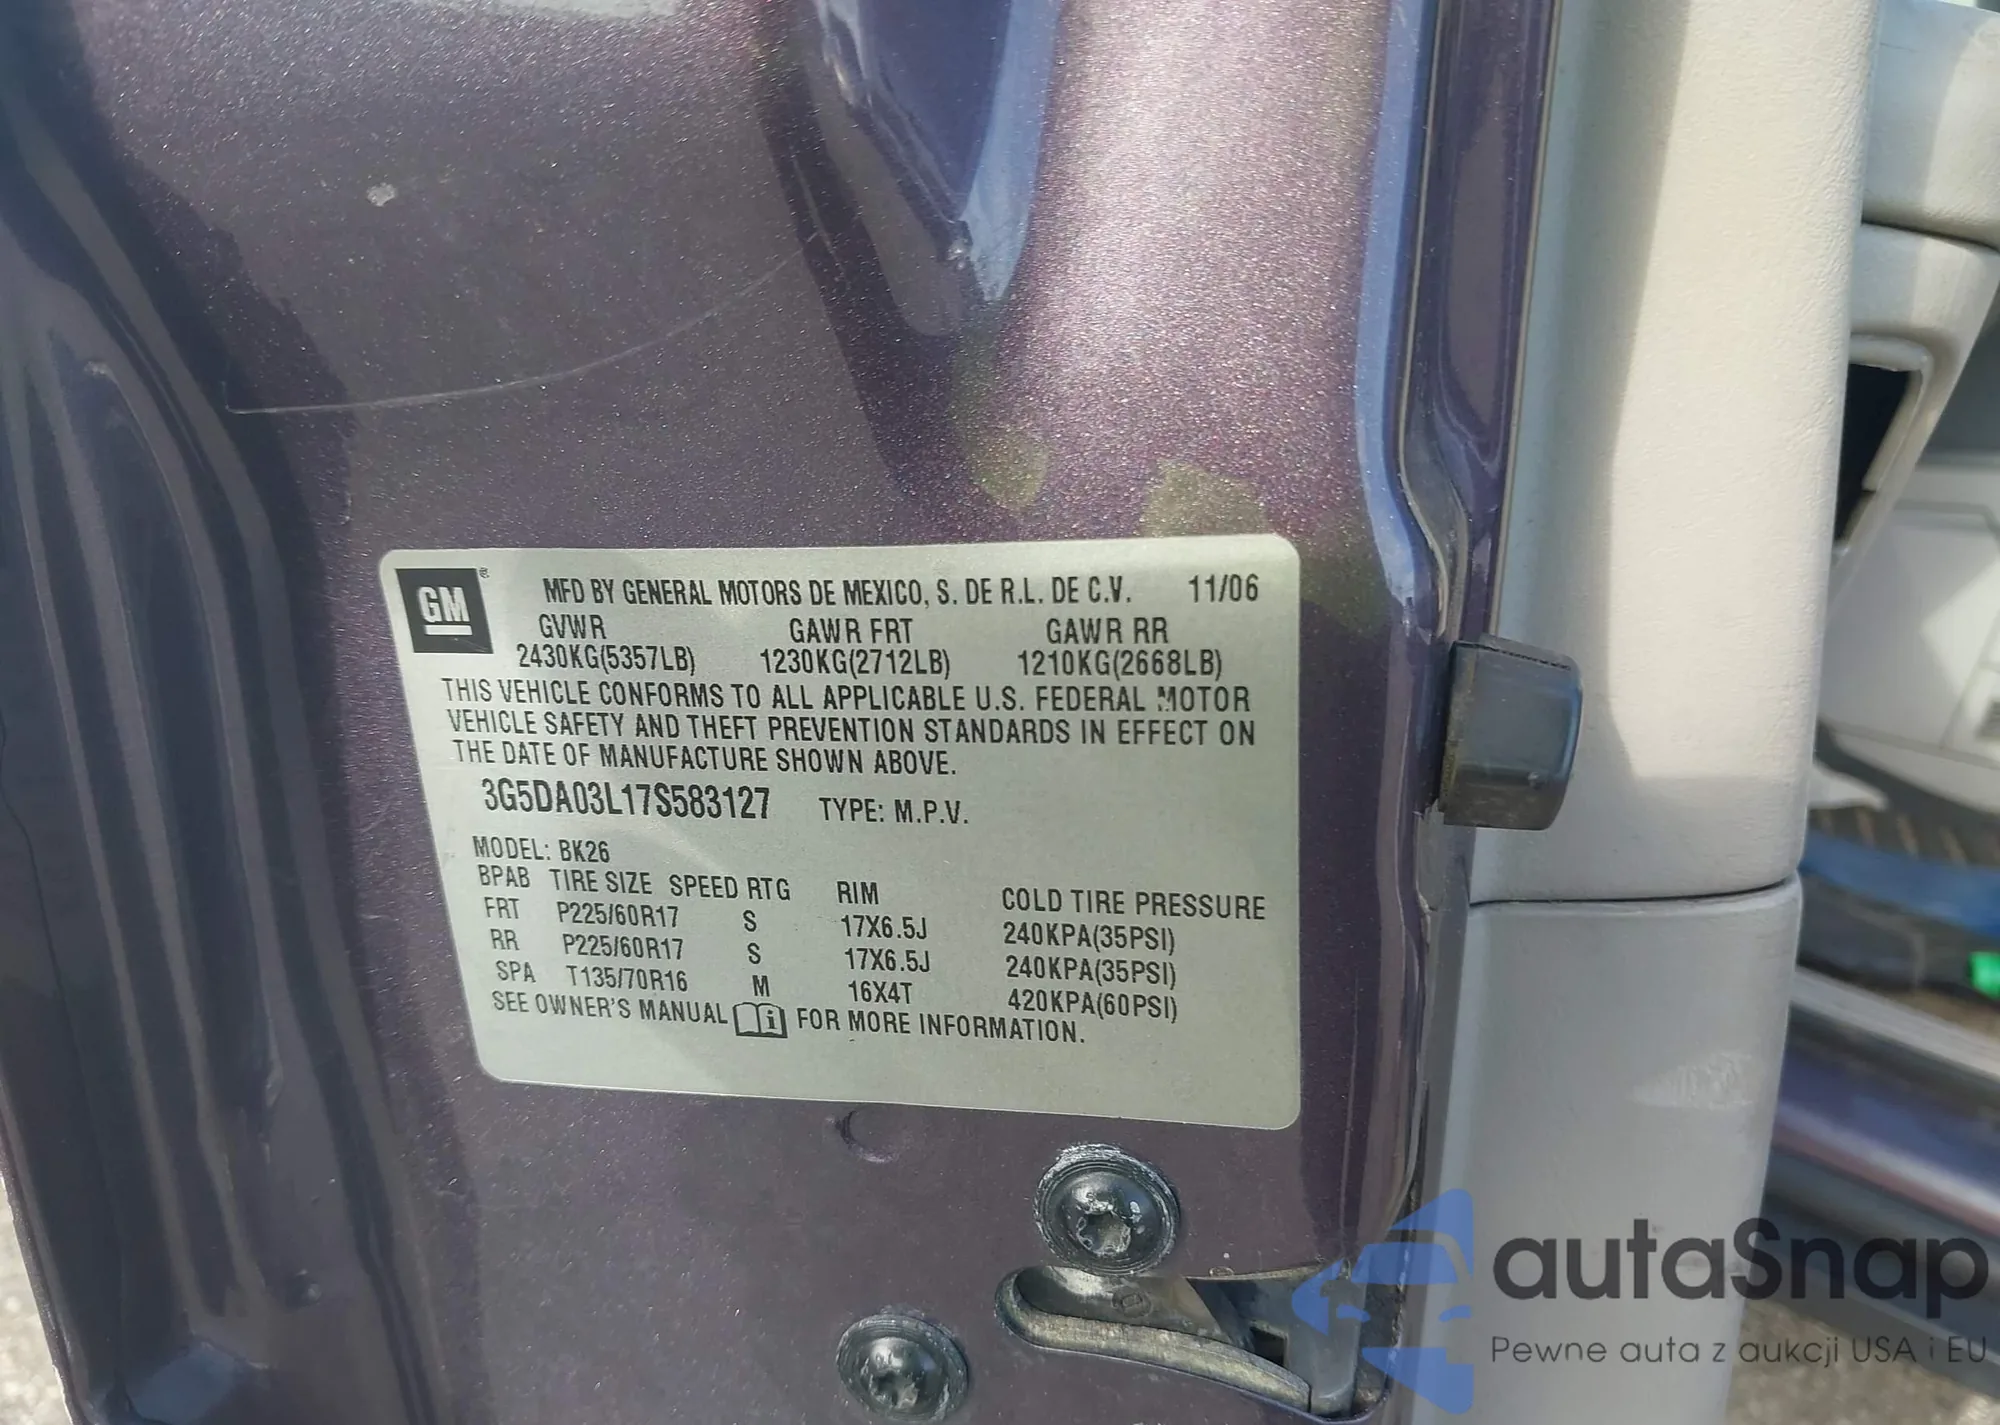 GM ®
MFD BY GENERAL MOTORS DE MEXICO, S. DE R.L. DE C.V. 11/06
GVWR GAWR FRT GAWR RR
2430KG(5357LB) 1230KG(2712LB) 1210KG(2668LB)
THIS VEHICLE CONFORMS TO ALL APPLICABLE U.S. FEDERAL MOTOR
VEHICLE SAFETY AND THEFT PREVENTION STANDARDS IN EFFECT ON
THE DATE OF MANUFACTURE SHOWN ABOVE.
3G5DA03L17S583127 TYPE: M.P.V.
MODEL: BK26
BPAB TIRE SIZE SPEED RTG RIM COLD TIRE PRESSURE
FRT P225/60R17 S 17X6.5J 240KPA(35PSI)
RR P225/60R17 S 17X6.5J 240KPA(35PSI)
SPA T135/70R16 M 16X4T 420KPA(60PSI)
SEE OWNER'S MANUAL i FOR MORE INFORMATION.
autaSnap
Pewne auta z aukcji USA i EU